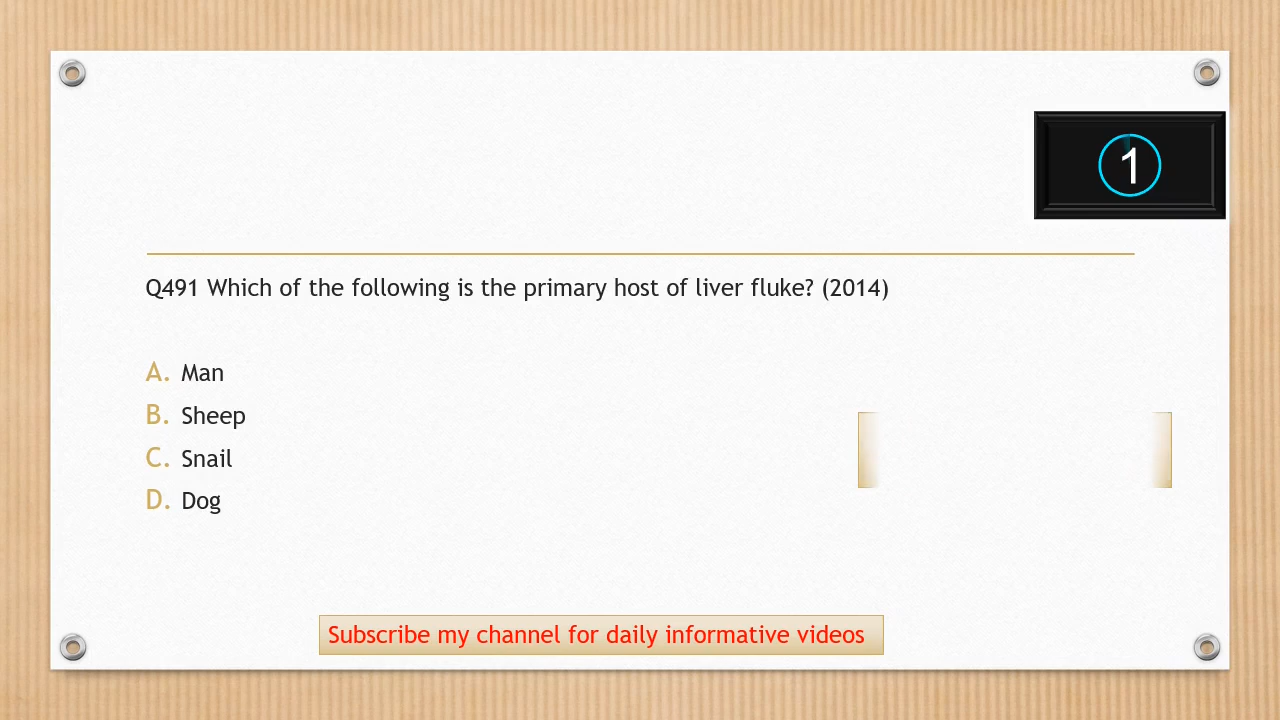 1
Q491 Which of the following is the primary host of liver fluke? (2014)
A. Man
B. Sheep
C. Snail
D. Dog
Subscribe my channel for daily informative videos